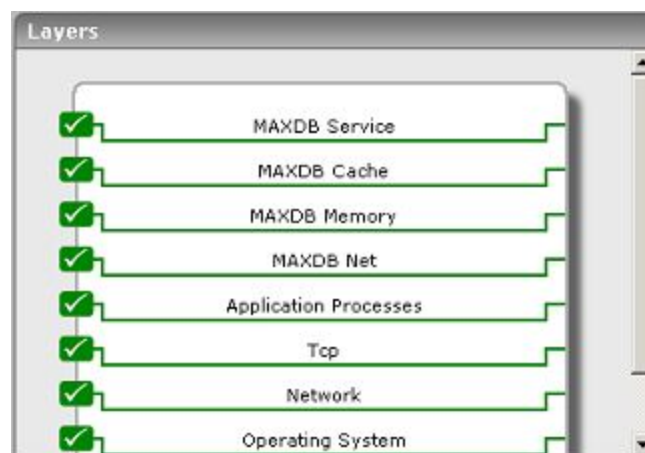 Layers
MAXDB Service
MAXDB Cache
MAXDB Memory
MAXDB Net
Application Processes
Tcp
Network
Operating System